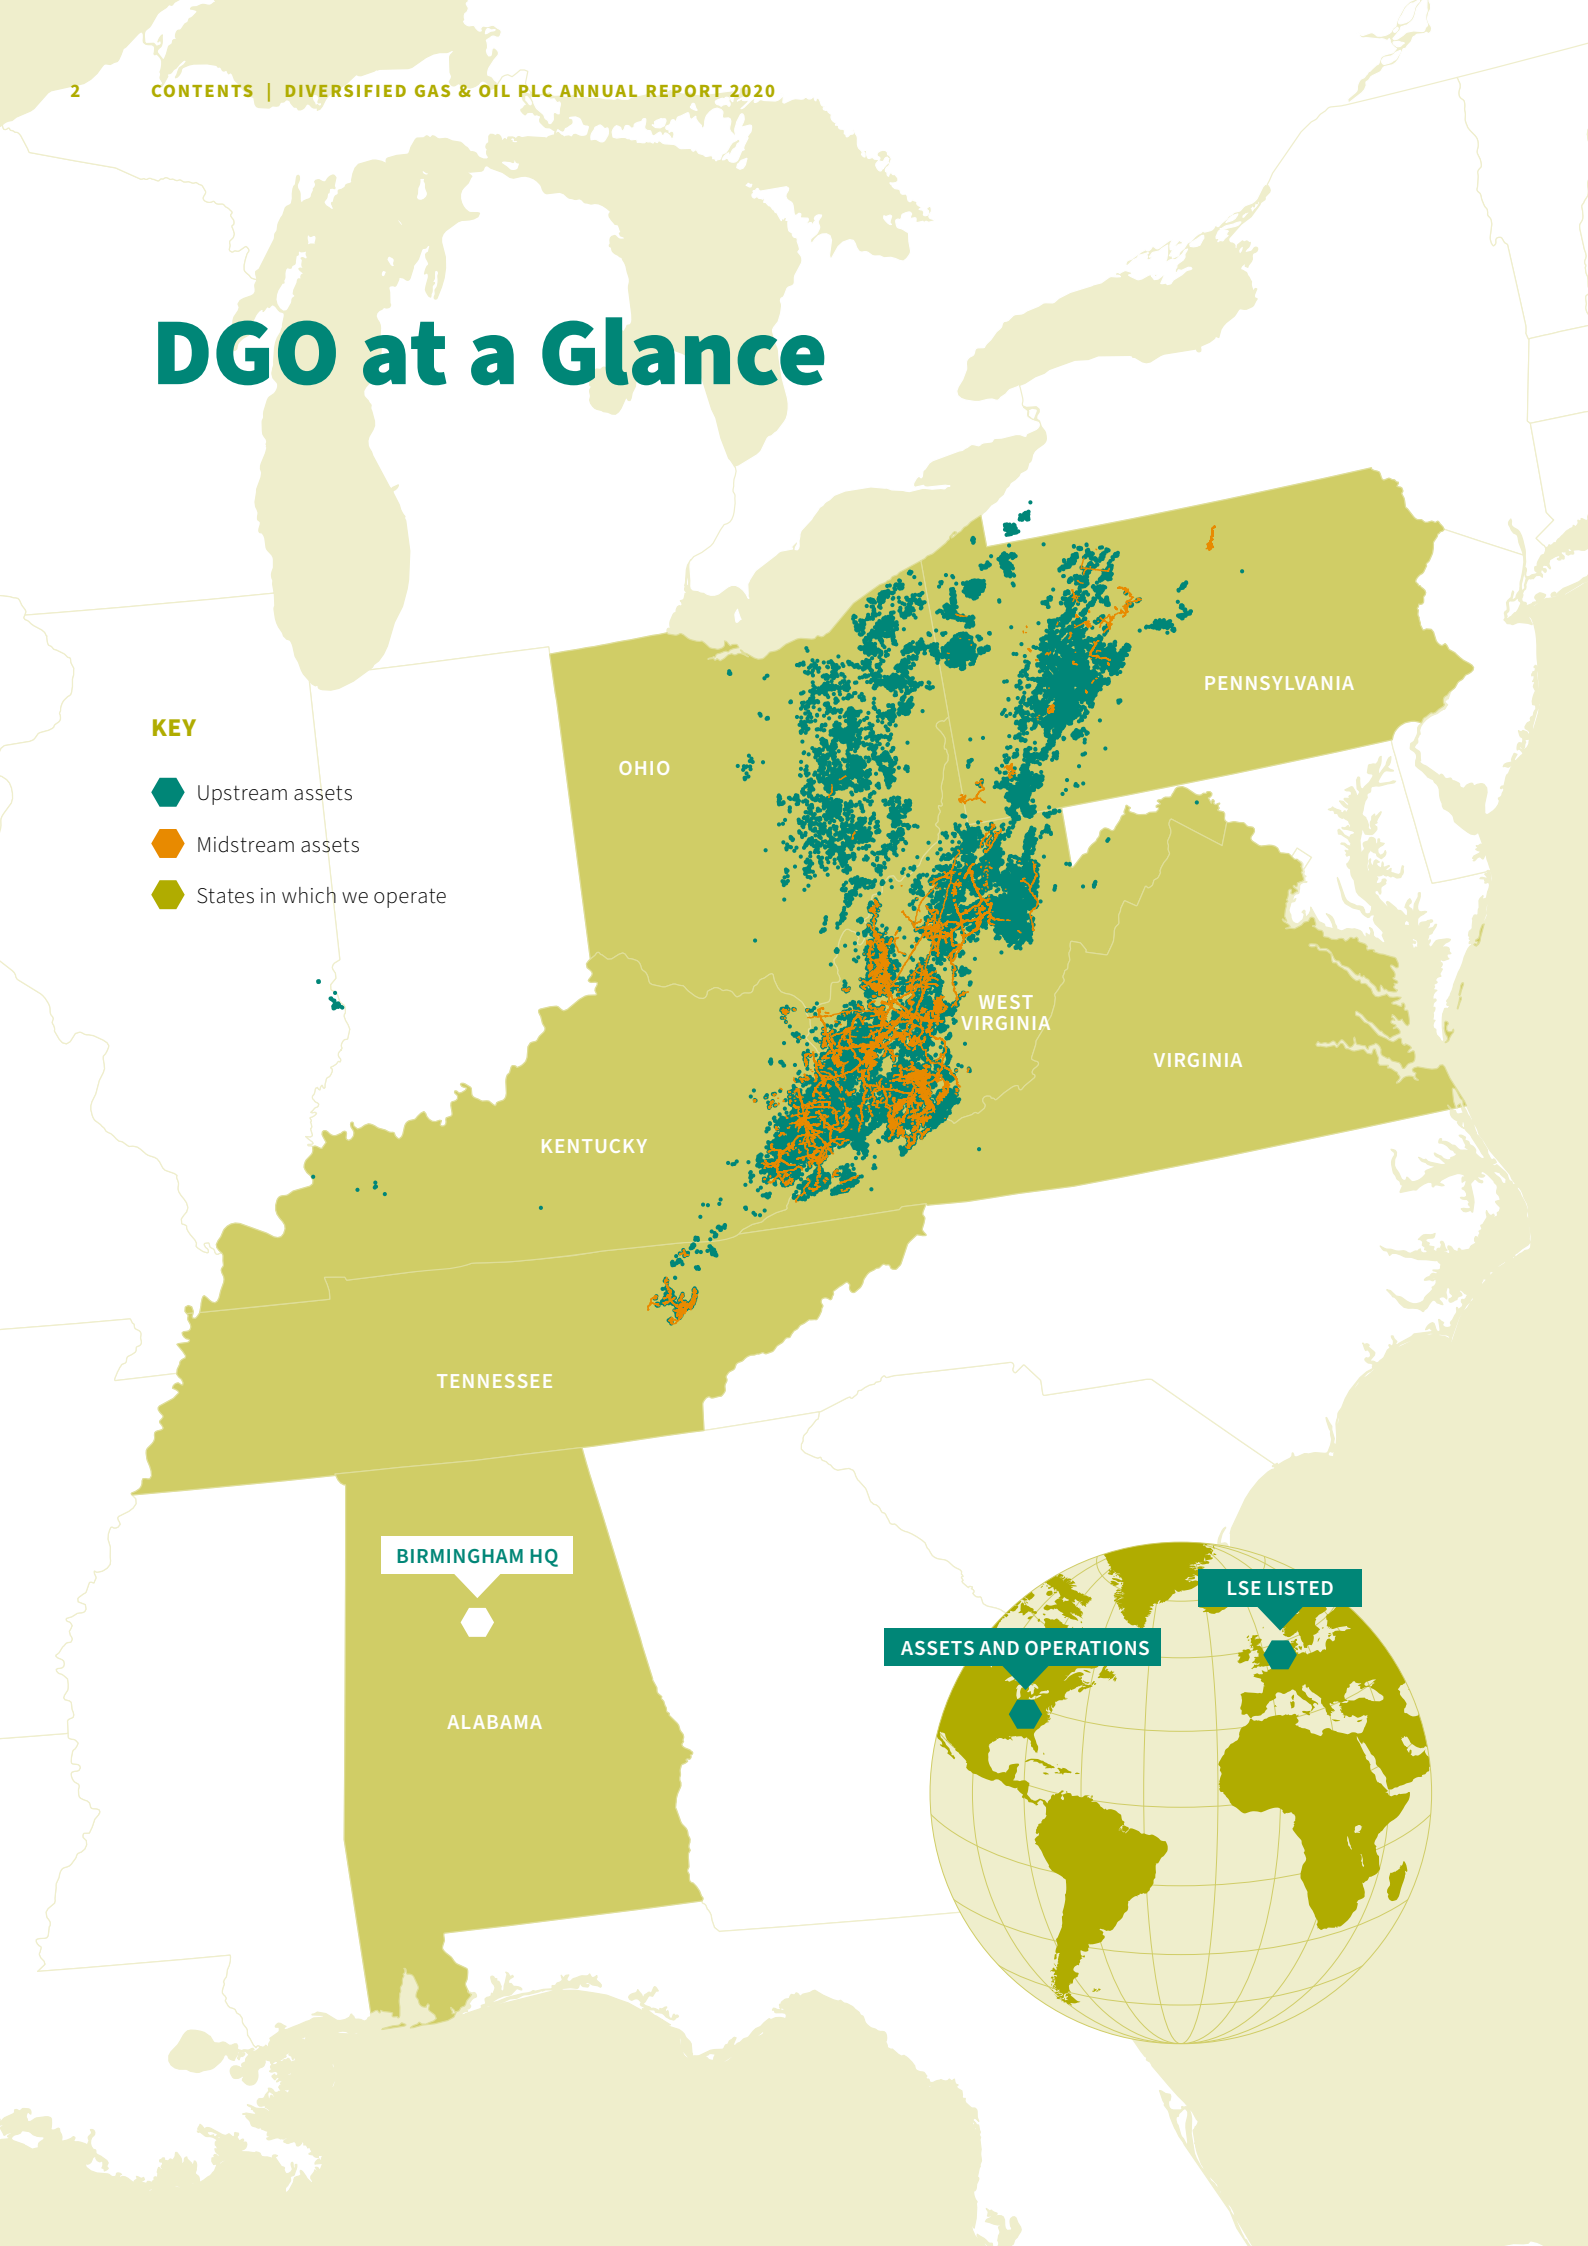 2 CONTENTS | DIVERSIFIED GAS & OIL PLC ANNUAL REPORT 2020
DGO at a Glance
KEY
Upstream assets
Midstream assets
States in which we operate
PENNSYLVANIA
OHIO
WEST
VIRGINIA
VIRGINIA
KENTUCKY
TENNESSEE
BIRMINGHAM HQ
ALABAMA
LSE LISTED
ASSETS AND OPERATIONS